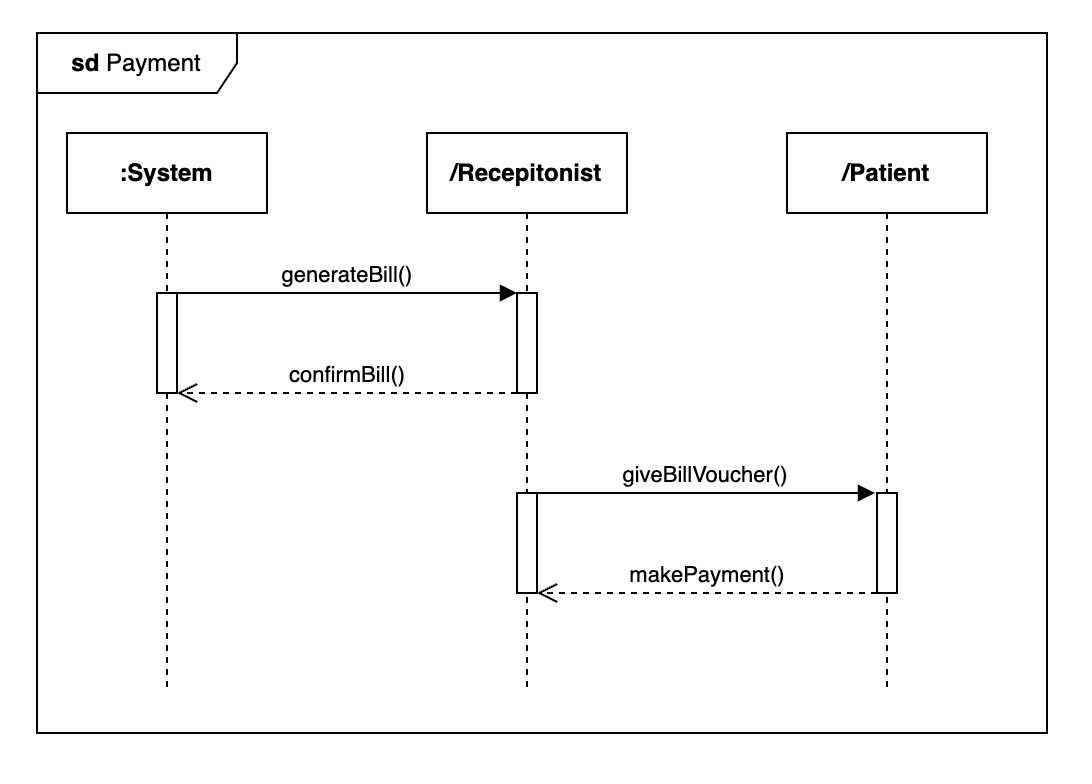 sd Payment
:System
/Recepitonist
/Patient
generateBill()
confirmBill()
giveBillVoucher()
makePayment()